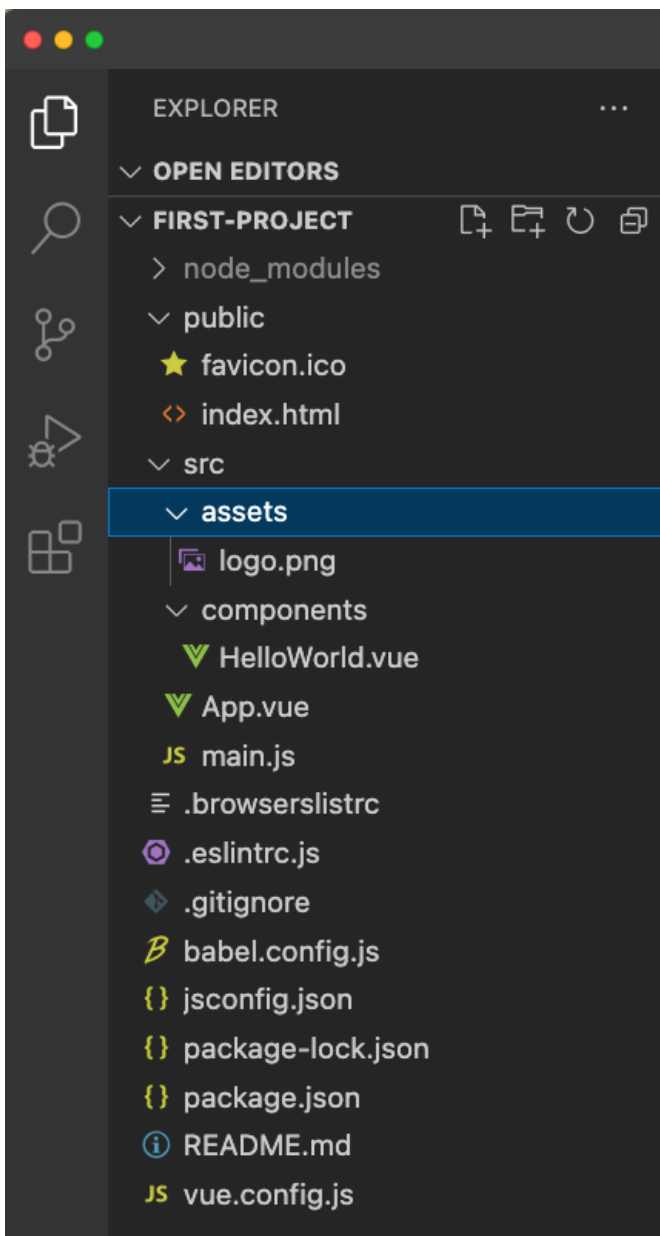 EXPLORER
OPEN EDITORS
FIRST-PROJECT
node_modules
public
favicon.ico
index.html
src
assets
logo.png
components
HelloWorld.vue
App.vue
JS main.js
.browserslistrc
.eslintrc.js
.gitignore
babel.config.js
{} jsconfig.json
{} package-lock.json
{} package.json
README.md
JS vue.config.js